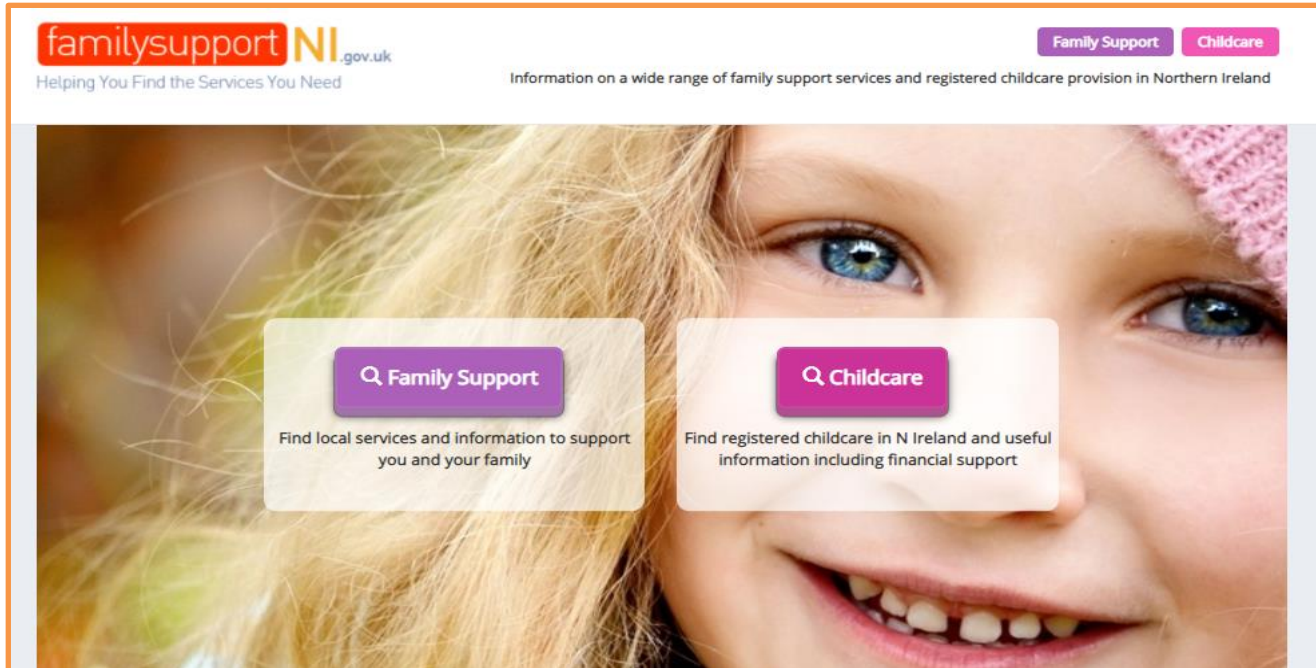 familysupport NI.gov.uk
Helping You Find the Services You Need
Family Support
Childcare
Information on a wide range of family support services and registered childcare provision in Northern Ireland
Family Support
Find local services and information to support
you and your family
Childcare
Find registered childcare in N Ireland and useful
information including financial support